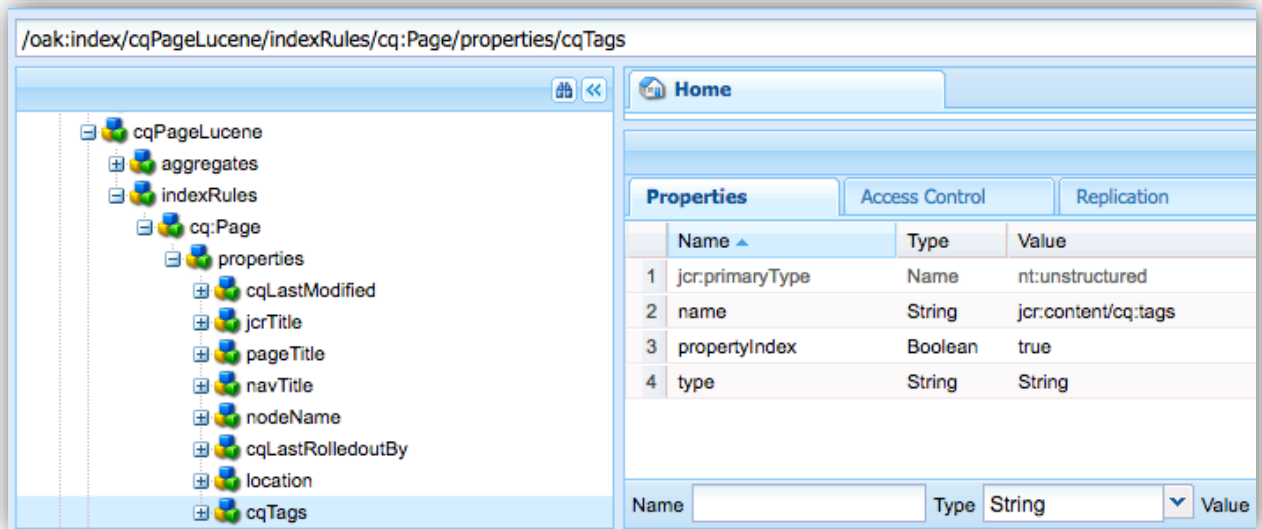 /oak:index/cqPageLucene/indexRules/cq:Page/properties/cqTags
cqPageLucene
aggregates
indexRules
cq:Page
properties
cqLastModified
jcrTitle
pageTitle
navTitle
nodeName
cqLastRolledoutBy
location
cqTags
Home
Properties Access Control Replication
Name Type Value
1 jcr:primaryType Name nt:unstructured
2 name String jcr:content/cq:tags
3 propertyIndex Boolean true
4 type String String
Name Type String Value